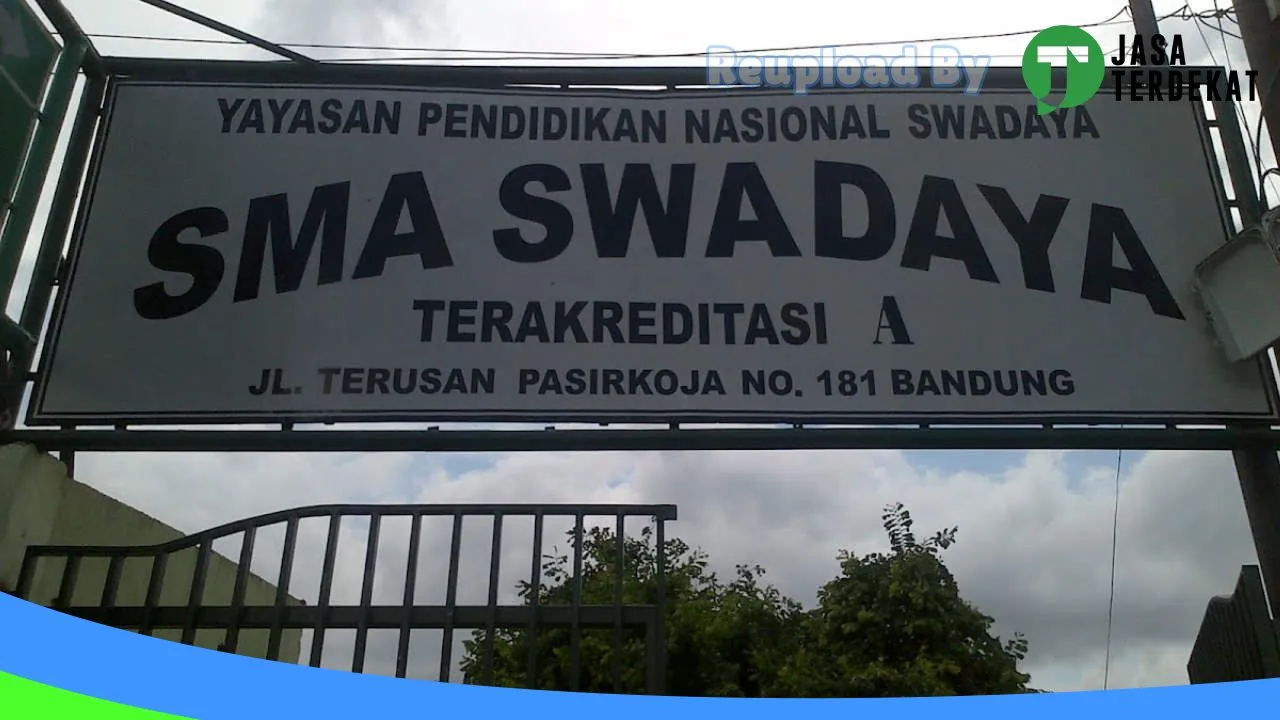 Reupload By
JASA
TERDEKAT
YAYASAN PENDIDIKAN NASIONAL SWADAYA
SMA SWADAYA
TERAKREDITASI A
JL. TERUSAN PASIRKOJA NO. 181 BANDUNG